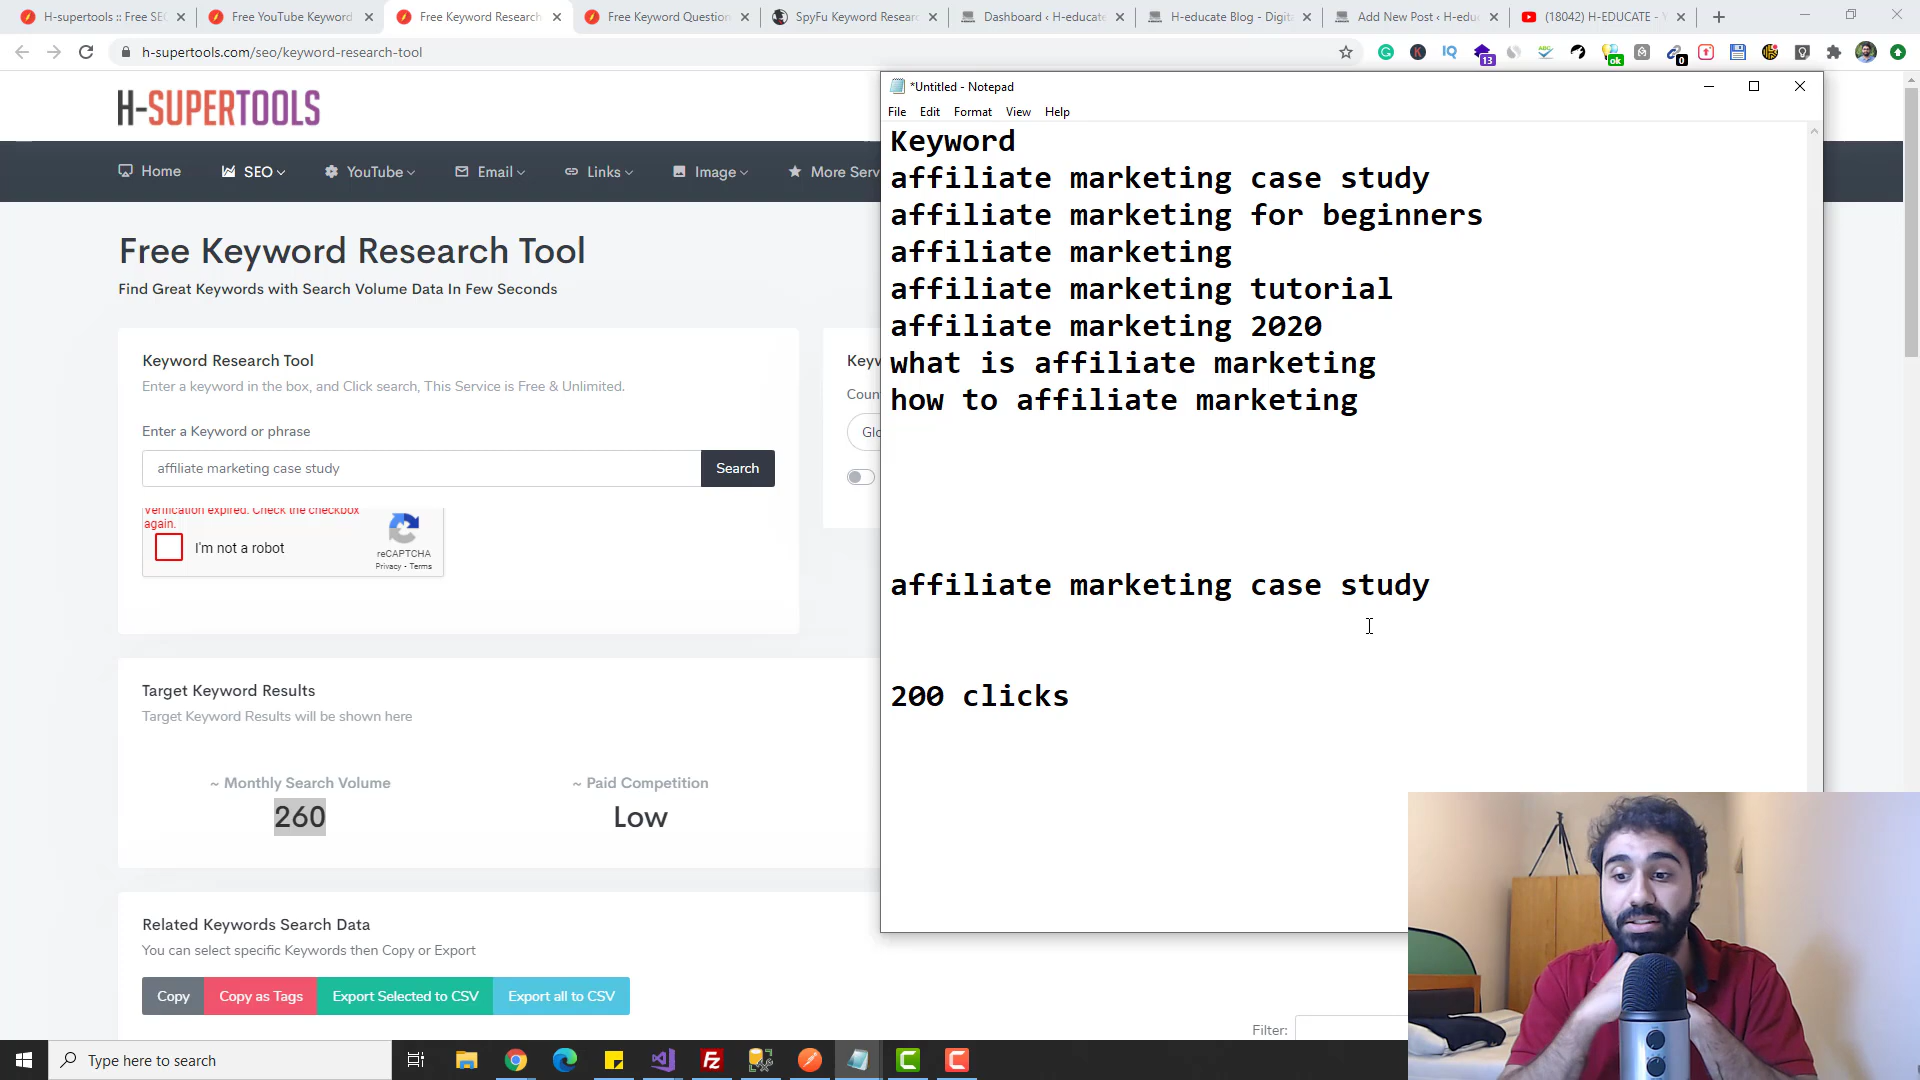 H-supertools :: Free SEO
Free YouTube Keyword
Free Keyword Research
Free Keyword Question
SpyFu Keyword Resear
Dashboard ‹ H-educate
H-educate Blog - Digita
Add New Post ‹ H-edu
(18042) H-EDUCATE - Y
h-supertools.com/seo/keyword-research-tool
IQ
13
ABC
ok
0
H-SUPERTOOLS
Home
SEO
YouTube
Email
Links
Image
More Serv
Free Keyword Research Tool
Find Great Keywords with Search Volume Data In Few Seconds
Keyword Research Tool
Enter a keyword in the box, and Click search, This Service is Free & Unlimited.
Enter a Keyword or phrase
affiliate marketing case study
Search
Verification expired. Check the checkbox
again.
I'm not a robot
reCAPTCHA
Privacy - Terms
Keyw
Coun
Glo
Target Keyword Results
Target Keyword Results will be shown here
~ Monthly Search Volume
260
~ Paid Competition
Low
Related Keywords Search Data
You can select specific Keywords then Copy or Export
Copy
Copy as Tags
Export Selected to CSV
Export all to CSV
Filter:
*Untitled - Notepad
File Edit Format View Help
Keyword
affiliate marketing case study
affiliate marketing for beginners
affiliate marketing
affiliate marketing tutorial
affiliate marketing 2020
what is affiliate marketing
how to affiliate marketing
affiliate marketing case study
200 clicks
Type here to search